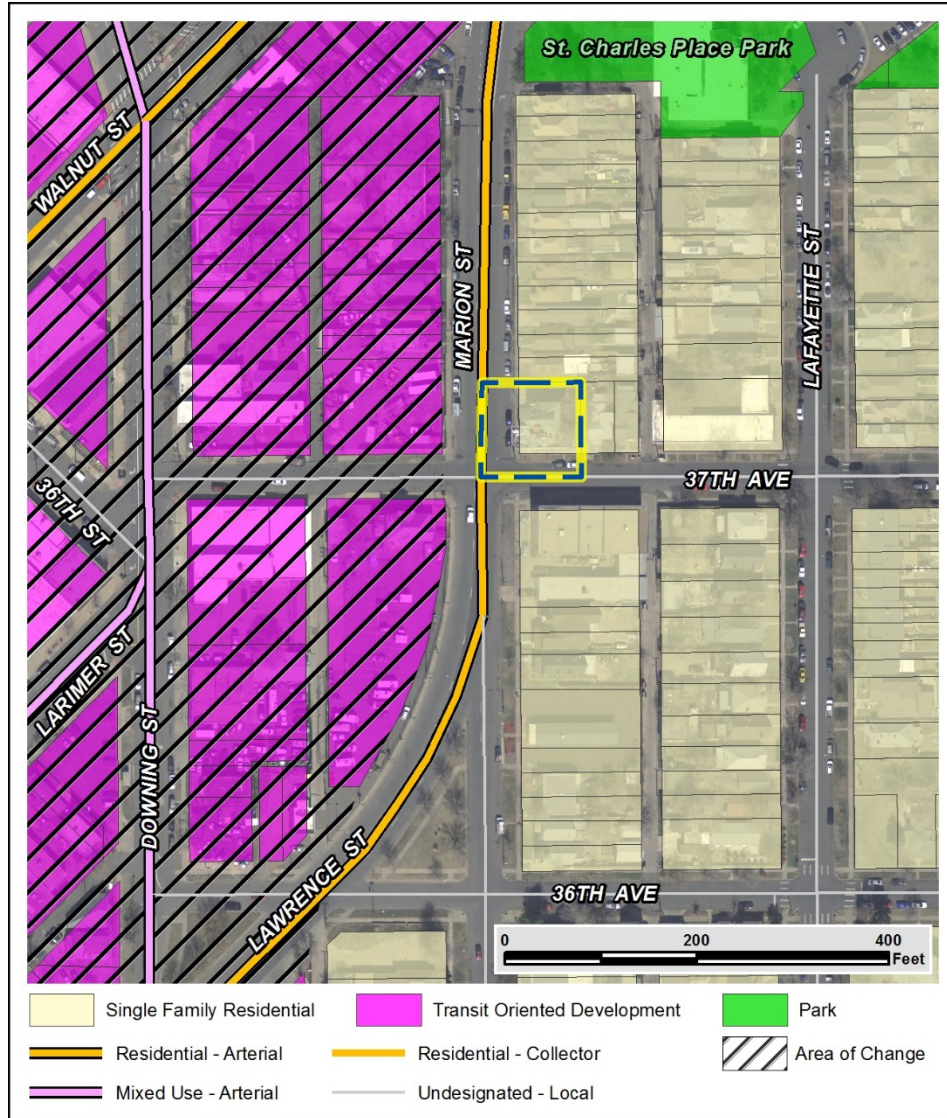 St. Charles Place Park
WALNUT ST
MARION ST
LAFAYETTE ST
37TH AVE
36TH ST
LARIMER ST
DOWNING ST
LAWRENCE ST
36TH AVE
0 200 400
Feet
Single Family Residential Transit Oriented Development Park
Residential - Arterial Residential - Collector Area of Change
Mixed Use - Arterial Undesignated - Local